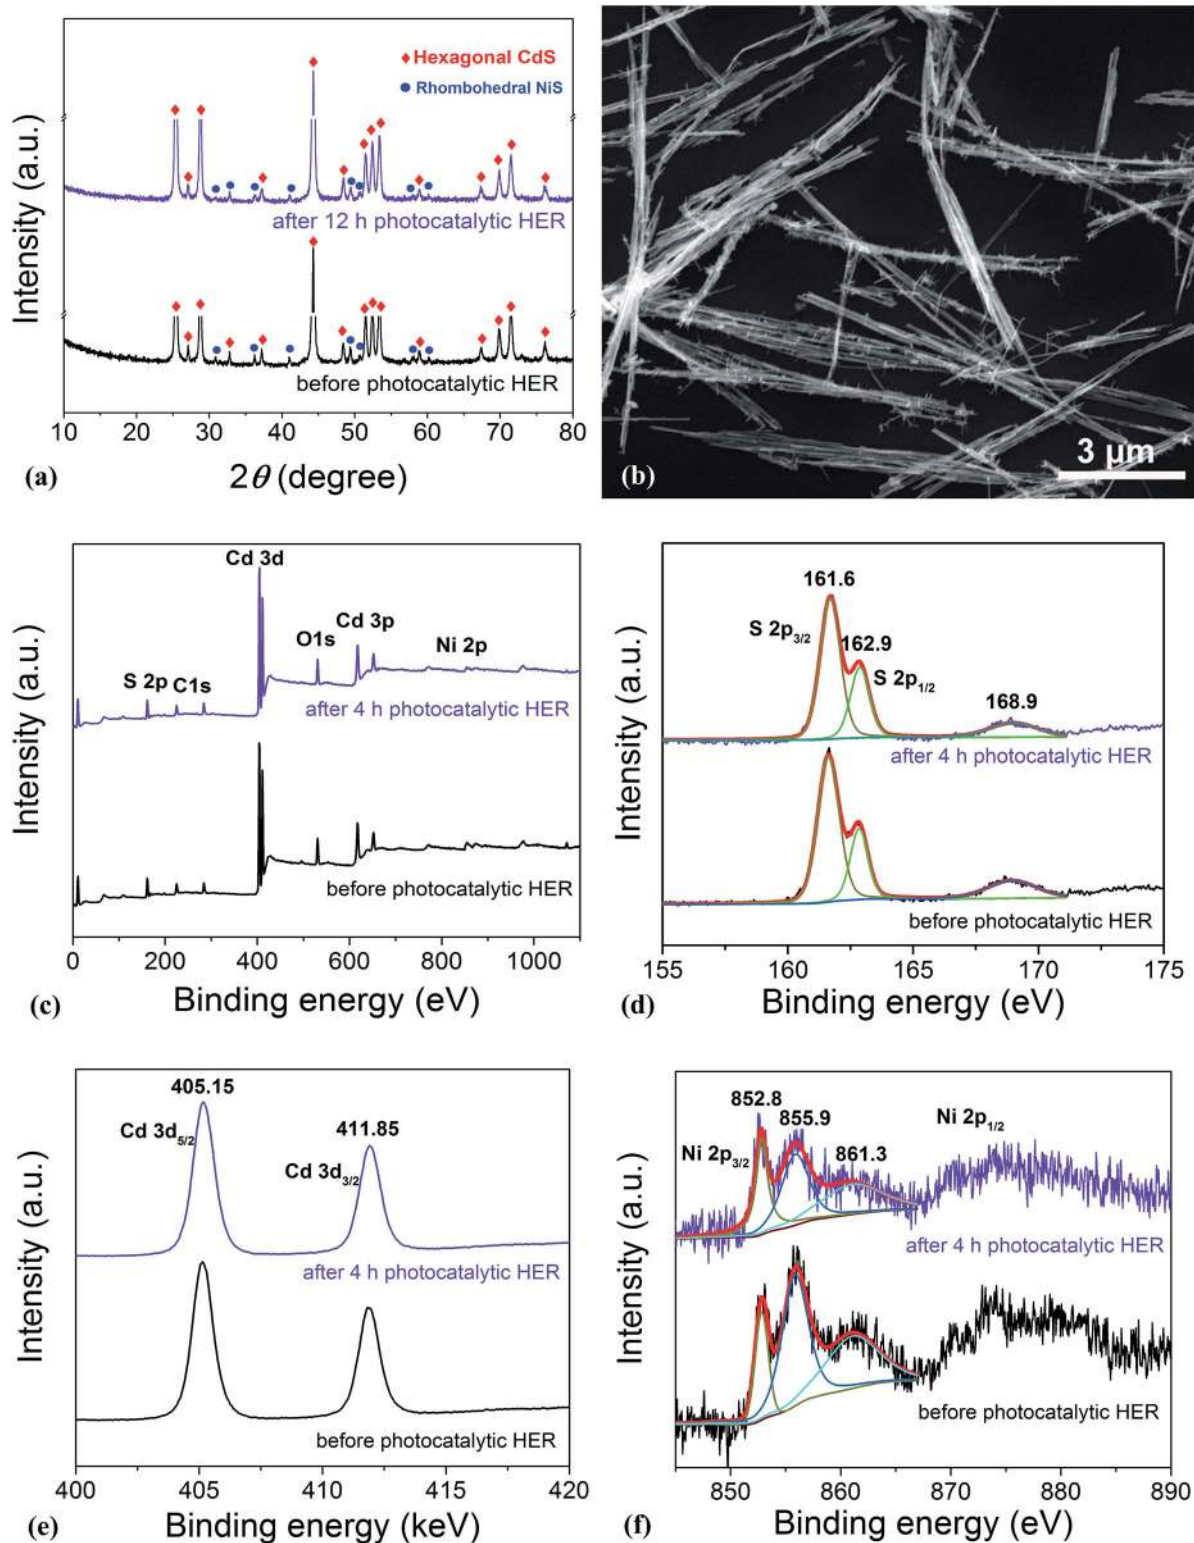 Intensity (a.u.)
Hexagonal CdS
Rhombohedral NiS
after 12 h photocatalytic HER
before photocatalytic HER
10 20 30 40 50 60 70 80
2θ (degree)
(a)
3 µm
(b)
Intensity (a.u.)
Cd 3d
S 2p
C1s
O1s
Cd 3p
Ni 2p
after 4 h photocatalytic HER
before photocatalytic HER
0 200 400 600 800 1000
Binding energy (eV)
(c)
Intensity (a.u.)
161.6
S 2p3/2
162.9
S 2p1/2
168.9
after 4 h photocatalytic HER
before photocatalytic HER
155 160 165 170 175
Binding energy (eV)
(d)
Intensity (a.u.)
405.15
Cd 3d5/2
411.85
Cd 3d3/2
after 4 h photocatalytic HER
before photocatalytic HER
400 405 410 415 420
Binding energy (keV)
(e)
Intensity (a.u.)
852.8
855.9
861.3
Ni 2p3/2
Ni 2p1/2
after 4 h photocatalytic HER
before photocatalytic HER
850 860 870 880 890
Binding energy (eV)
(f)